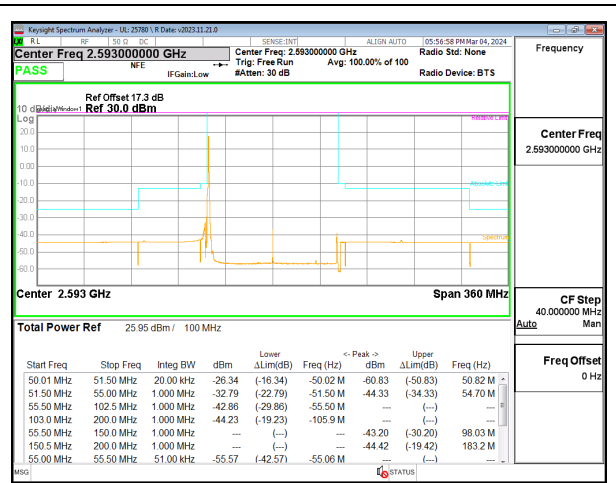 Keysight Spectrum Analyzer - UL: 25780 \ R Date: v2023.11.21.0
RL RF 50 Ω DC SENSE:INT ALIGN AUTO 05:56:58 PM Mar 04, 2024
Center Freq 2.593000000 GHz
Center Freq: 2.593000000 GHz
Radio Std: None
PASS
NFE
IFGain:Low
Trig: Free Run
Avg: 100.00% of 100
#Atten: 30 dB
Radio Device: BTS
Frequency
Ref Offset 17.3 dB
10 dB/div
Window1
Ref 30.0 dBm
Log
Relative Limit
20.0
10.0
0.00
-10.0
Absolute Limit
-20.0
-30.0
-40.0
Spectrum
-50.0
-60.0
Center 2.593 GHz
Span 360 MHz
Center Freq
2.593000000 GHz
CF Step
40.000000 MHz
Auto Man
Freq Offset
0 Hz
Total Power Ref 25.95 dBm / 100 MHz
Lower <- Peak -> Upper
Start Freq Stop Freq Integ BW dBm ΔLim(dB) Freq (Hz) dBm ΔLim(dB) Freq (Hz)
50.01 MHz 51.50 MHz 20.00 kHz -26.34 (-16.34) -50.02 M -60.83 (-50.83) 50.82 M
51.50 MHz 55.00 MHz 1.000 MHz -32.79 (-22.79) -51.50 M -44.33 (-34.33) 54.70 M
55.50 MHz 102.5 MHz 1.000 MHz -42.86 (-29.86) -55.50 M --- (---)
103.0 MHz 200.0 MHz 1.000 MHz -44.23 (-19.23) -105.9 M --- (---)
55.50 MHz 150.0 MHz 1.000 MHz --- (---) -43.20 (-30.20) 98.03 M
150.5 MHz 200.0 MHz 1.000 MHz --- (---) -44.42 (-19.42) 183.2 M
55.00 MHz 55.50 MHz 51.00 kHz -55.57 (-42.57) -55.06 M --- (---)
MSG STATUS